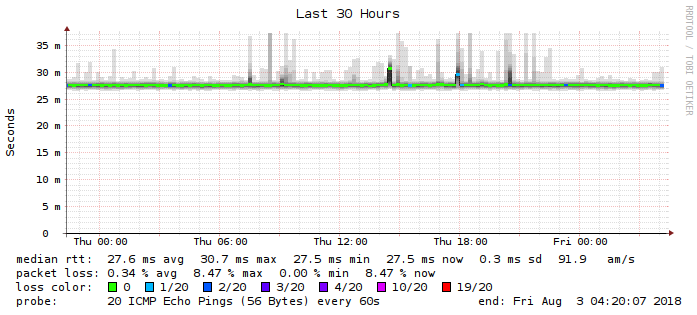 Last 30 Hours
RRDTOOL / TOBI OETIKER
Seconds
35 m
30 m
25 m
20 m
15 m
10 m
5 m
0
Thu 00:00 Thu 06:00 Thu 12:00 Thu 18:00 Fri 00:00
median rtt: 27.6 ms avg 30.7 ms max 27.5 ms min 27.5 ms now 0.3 ms sd 91.9 am/s
packet loss: 0.34 % avg 8.47 % max 0.00 % min 8.47 % now
loss color: 0 1/20 2/20 3/20 4/20 10/20 19/20
probe: 20 ICMP Echo Pings (56 Bytes) every 60s end: Fri Aug 3 04:20:07 2018